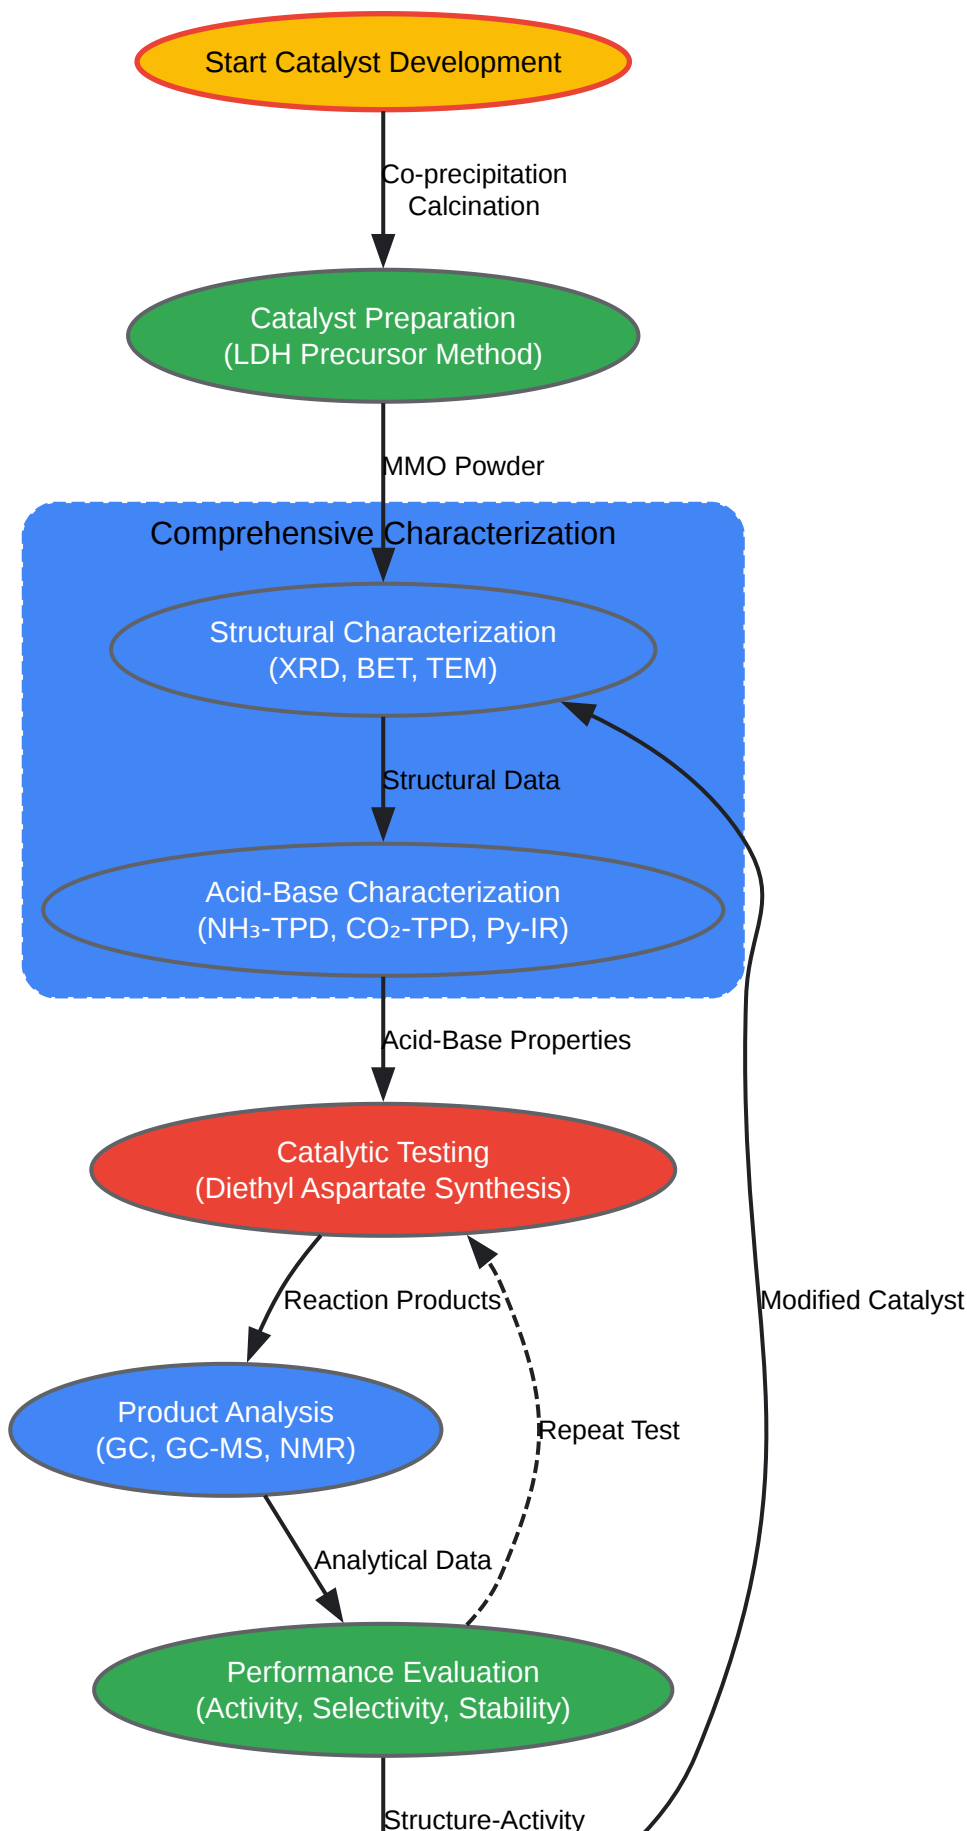 Start Catalyst Development
Co-precipitation
Calcination
Catalyst Preparation
(LDH Precursor Method)
MMO Powder
Comprehensive Characterization
Structural Characterization
(XRD, BET, TEM)
Structural Data
Acid-Base Characterization
(NH₃-TPD, CO₂-TPD, Py-IR)
Acid-Base Properties
Catalytic Testing
(Diethyl Aspartate Synthesis)
Reaction Products
Modified Catalyst
Product Analysis
(GC, GC-MS, NMR)
Repeat Test
Analytical Data
Performance Evaluation
(Activity, Selectivity, Stability)
Structure-Activity